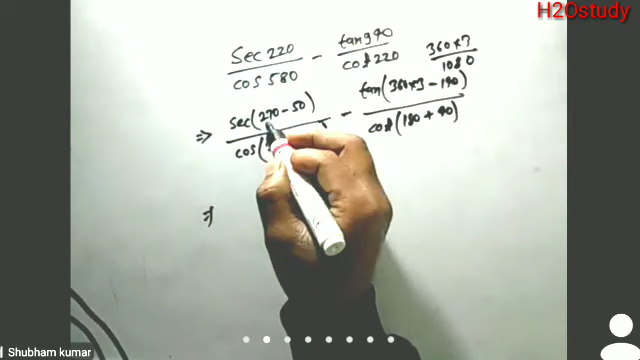 H2Ostudy
sec 220 / cos 580 - tan 940 / cot 220
360×3 / 1080
⇒ sec(270-50) / cos( - tan(360×3 - 140) / cot(180 + 40)
⇒
Shubham kumar